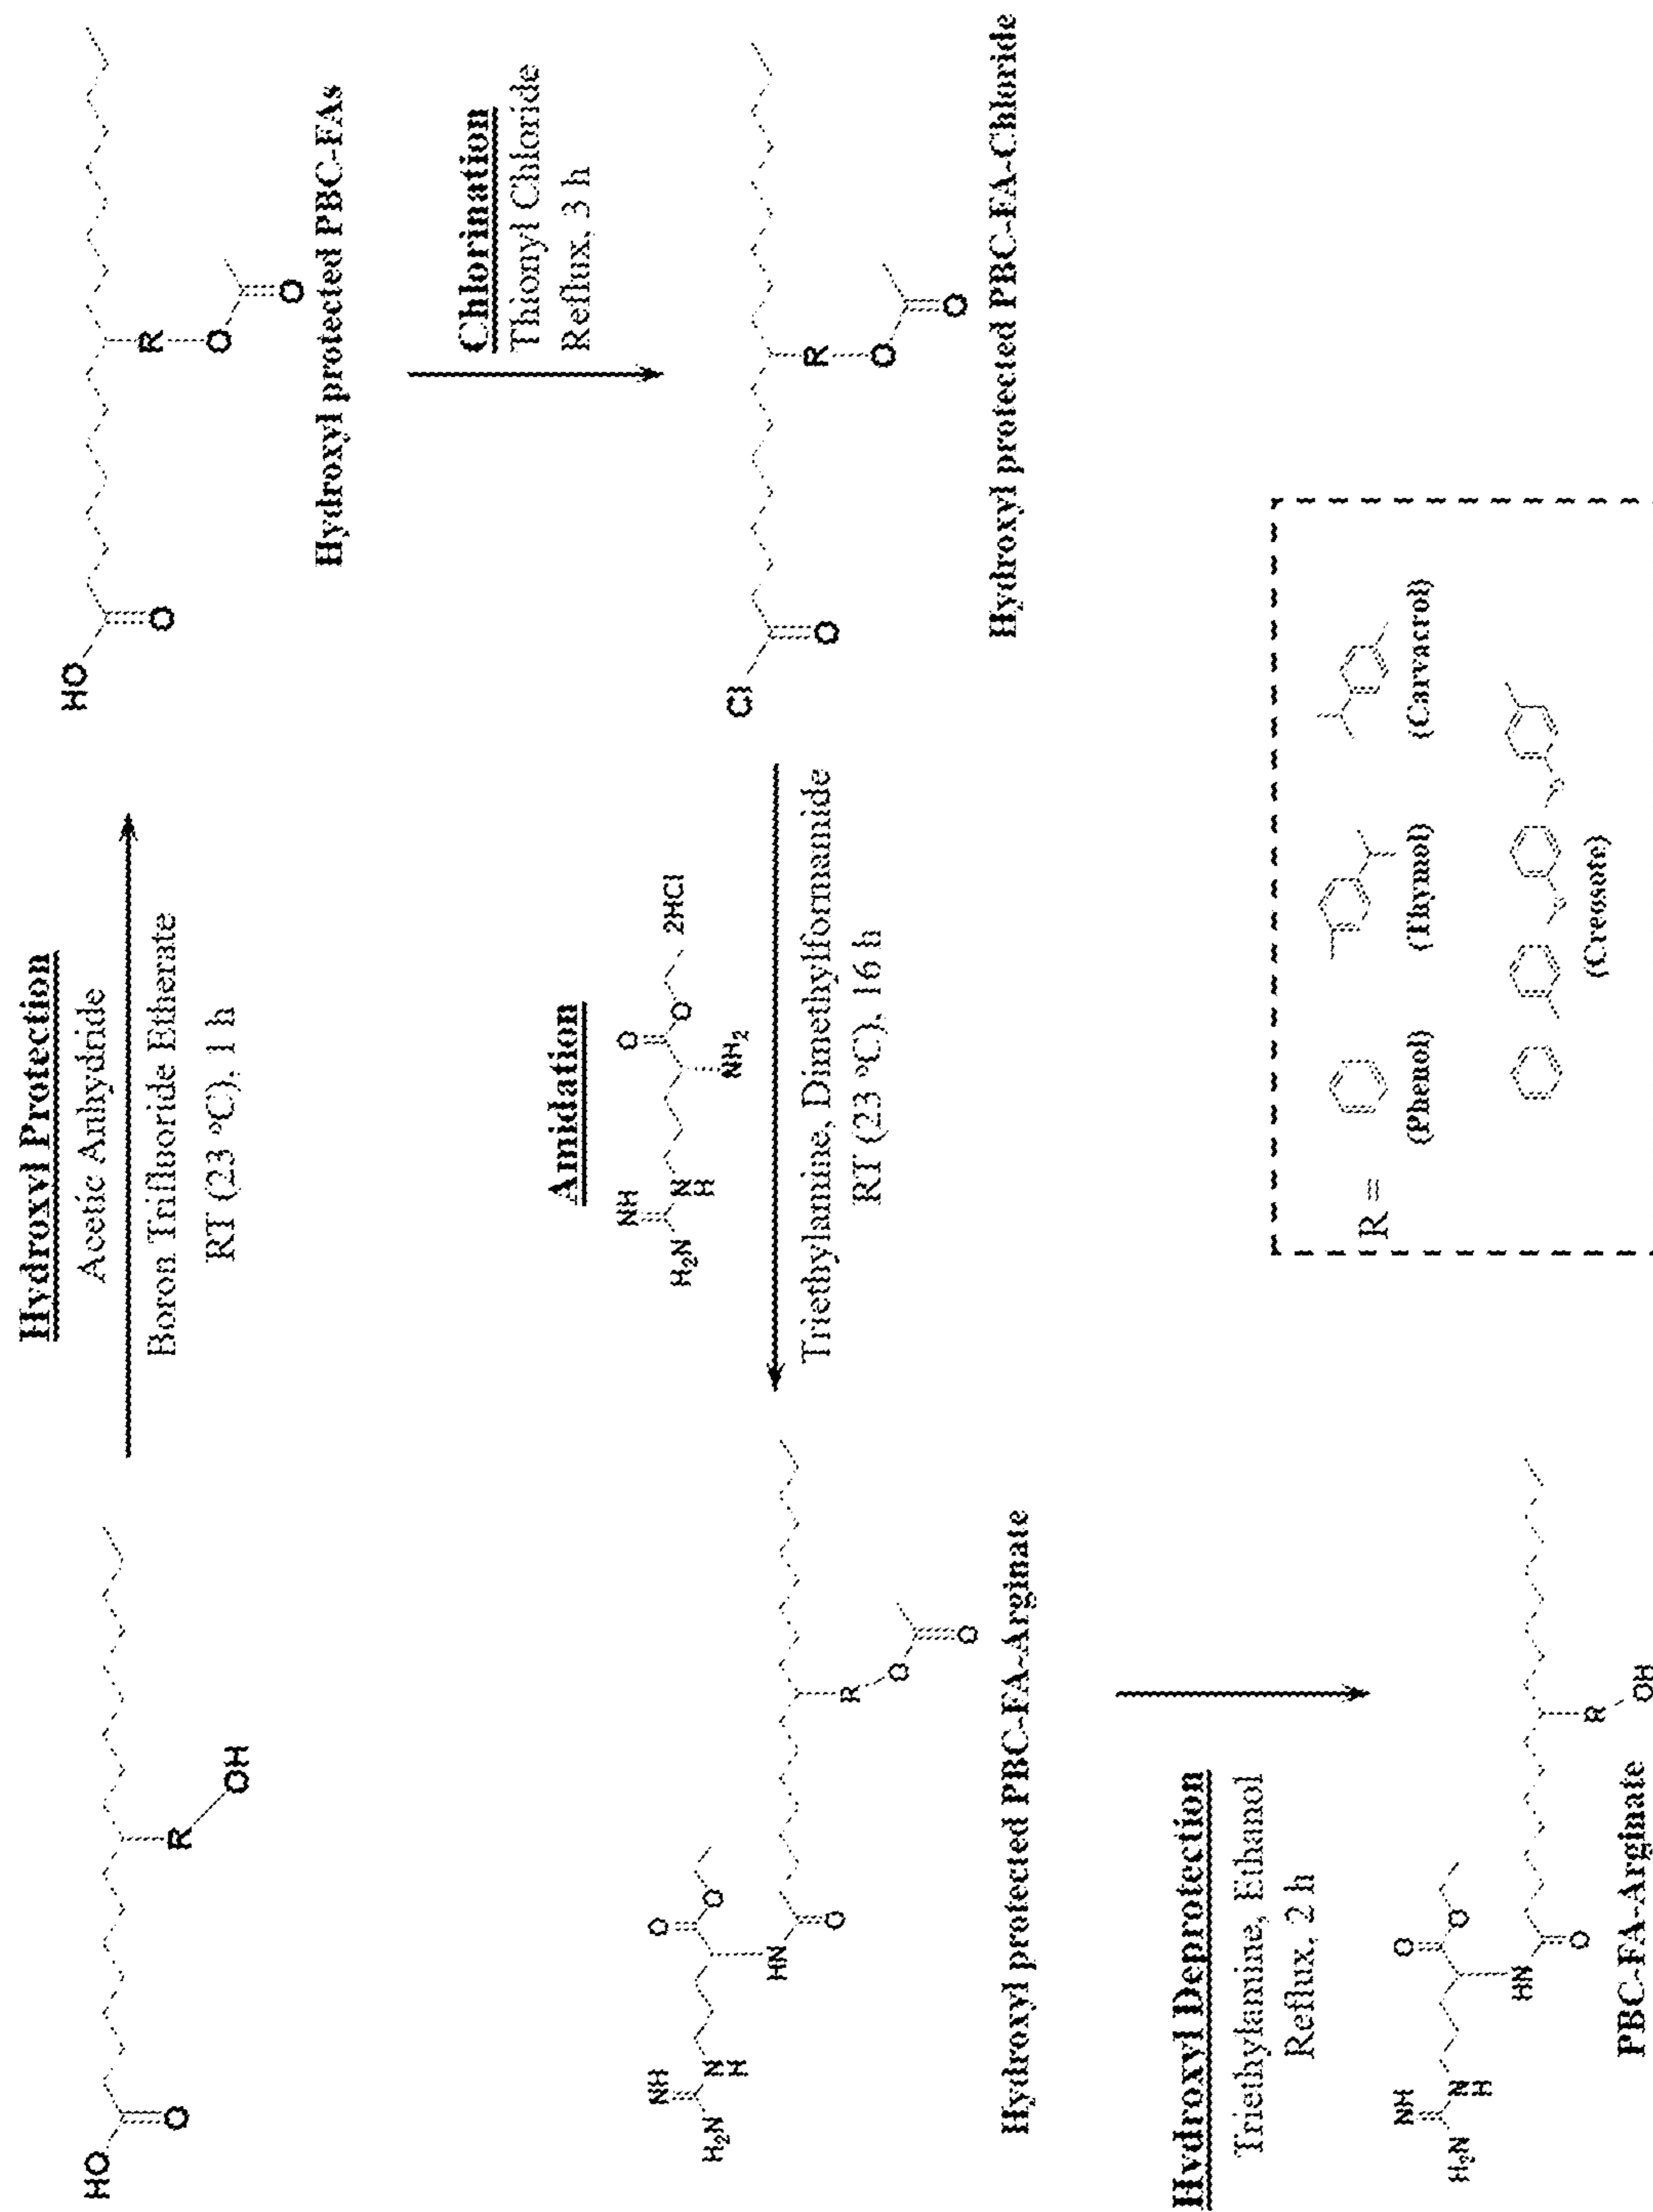 HO
O
R
OH
Hydroxyl Protection
Acetic Anhydride
Boron Trifluoride Etherate
RT (23 °C), 1 h
HO
O
R
O
O
Hydroxyl protected PBC-FAs
Chlorination
Thionyl Chloride
Reflux, 3 h
Cl
O
R
O
O
Hydroxyl protected PBC-FA-Chloride
Amidation
NH
H₂N
N
H
O
O
NH₂
2HCl
Triethylamine, Dimethylformamide
RT (23 °C), 16 h
NH
H₂N
N
H
O
O
HN
O
R
O
O
Hydroxyl protected PBC-FA-Arginate
Hydroxyl Deprotection
Triethylamine, Ethanol
Reflux, 2 h
NH
H₂N
N
H
O
O
HN
O
R
OH
PBC-FA-Arginate
R =
(Phenol)
(Thymol)
(Carvacrol)
(Creosote)